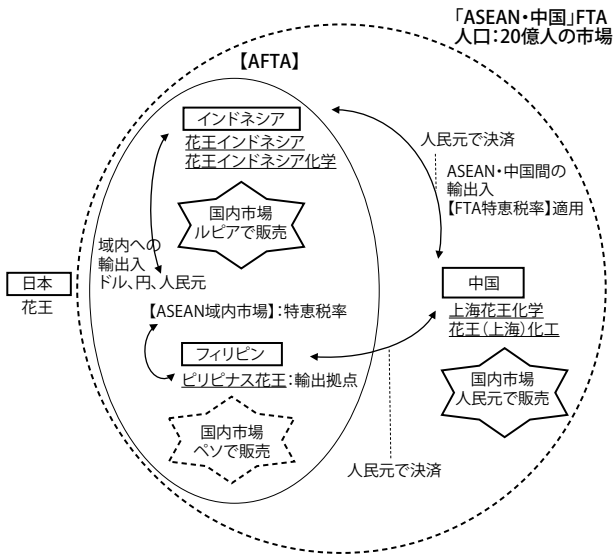 「ASEAN・中国」FTA
人口：20億人の市場
【AFTA】
インドネシア
花王インドネシア
花王インドネシア化学
国内市場
ルピアで販売
人民元で決済
ASEAN・中国間の
輸出入
【FTA特恵税率】適用
域内への
輸出入
ドル、円、人民元
日本
花王
中国
上海花王化学
花王（上海）化工
【ASEAN域内市場】：特恵税率
フィリピン
ピリピナス花王：輸出拠点
国内市場
人民元で販売
国内市場
ペソで販売
人民元で決済